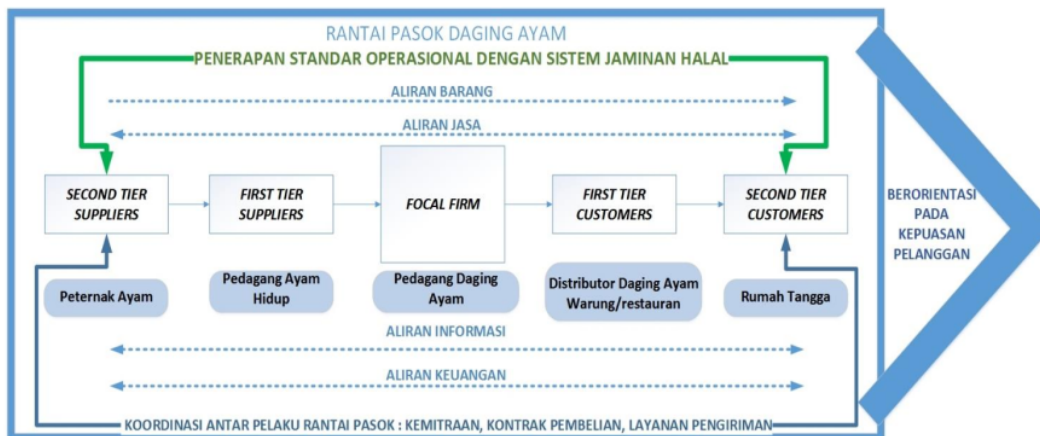 RANTAI PASOK DAGING AYAM
PENERAPAN STANDAR OPERASIONAL DENGAN SISTEM JAMINAN HALAL
ALIRAN BARANG
ALIRAN JASA
SECOND TIER
SUPPLIERS
FIRST TIER
SUPPLIERS
FOCAL FIRM
FIRST TIER
CUSTOMERS
SECOND TIER
CUSTOMERS
BERORIENTASI
PADA
KEPUASAN
PELANGGAN
Peternak Ayam
Pedagang Ayam
Hidup
Pedagang Daging
Ayam
Distributor Daging Ayam
Warung/restauran
Rumah Tangga
ALIRAN INFORMASI
ALIRAN KEUANGAN
KOORDINASI ANTAR PELAKU RANTAI PASOK : KEMITRAAN, KONTRAK PEMBELIAN, LAYANAN PENGIRIMAN